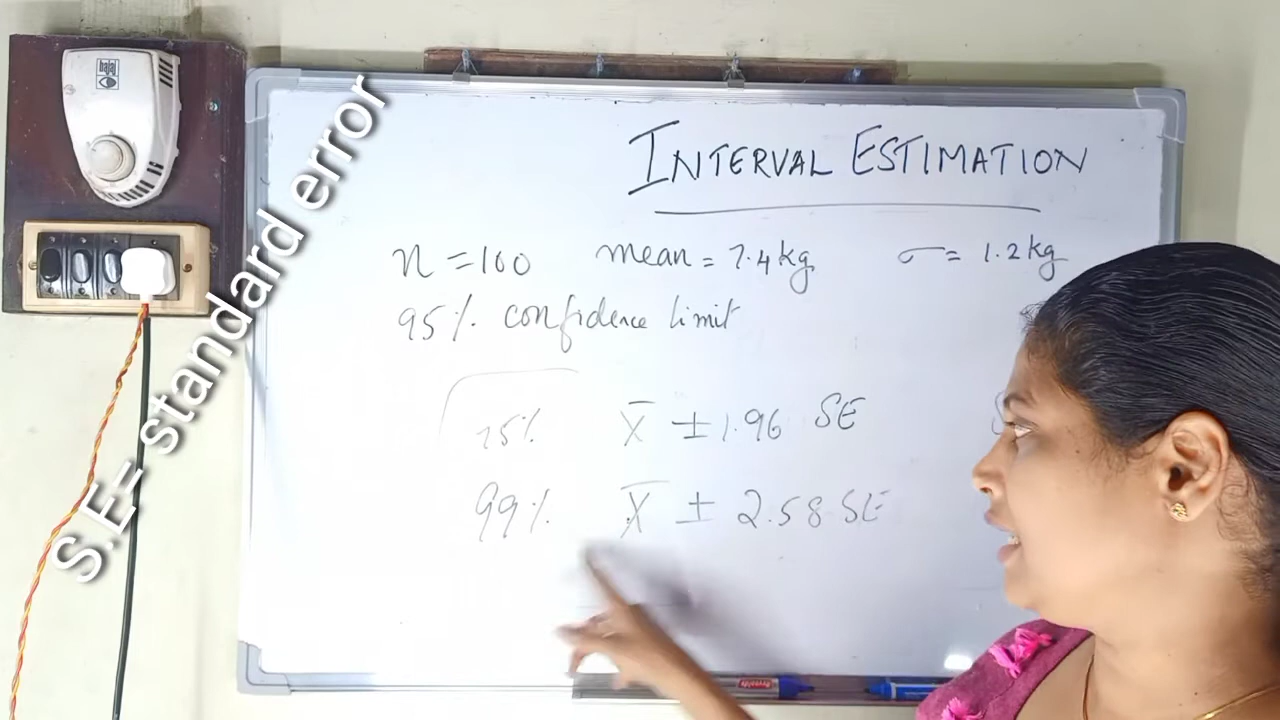 bajaj
S.E= standard error
INTERVAL ESTIMATION
n = 100 mean = 7.4 kg σ = 1.2 kg
95% confidence limit
95% X̄ ± 1.96 SE
99% X̄ ± 2.58 SE